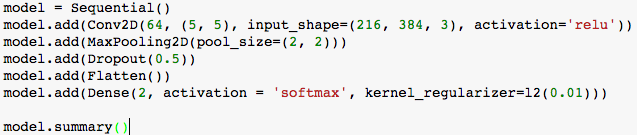 model = Sequential()
model.add(Conv2D(64, (5, 5), input_shape=(216, 384, 3), activation='relu'))
model.add(MaxPooling2D(pool_size=(2, 2)))
model.add(Dropout(0.5))
model.add(Flatten())
model.add(Dense(2, activation = 'softmax', kernel_regularizer=l2(0.01)))
model.summary()